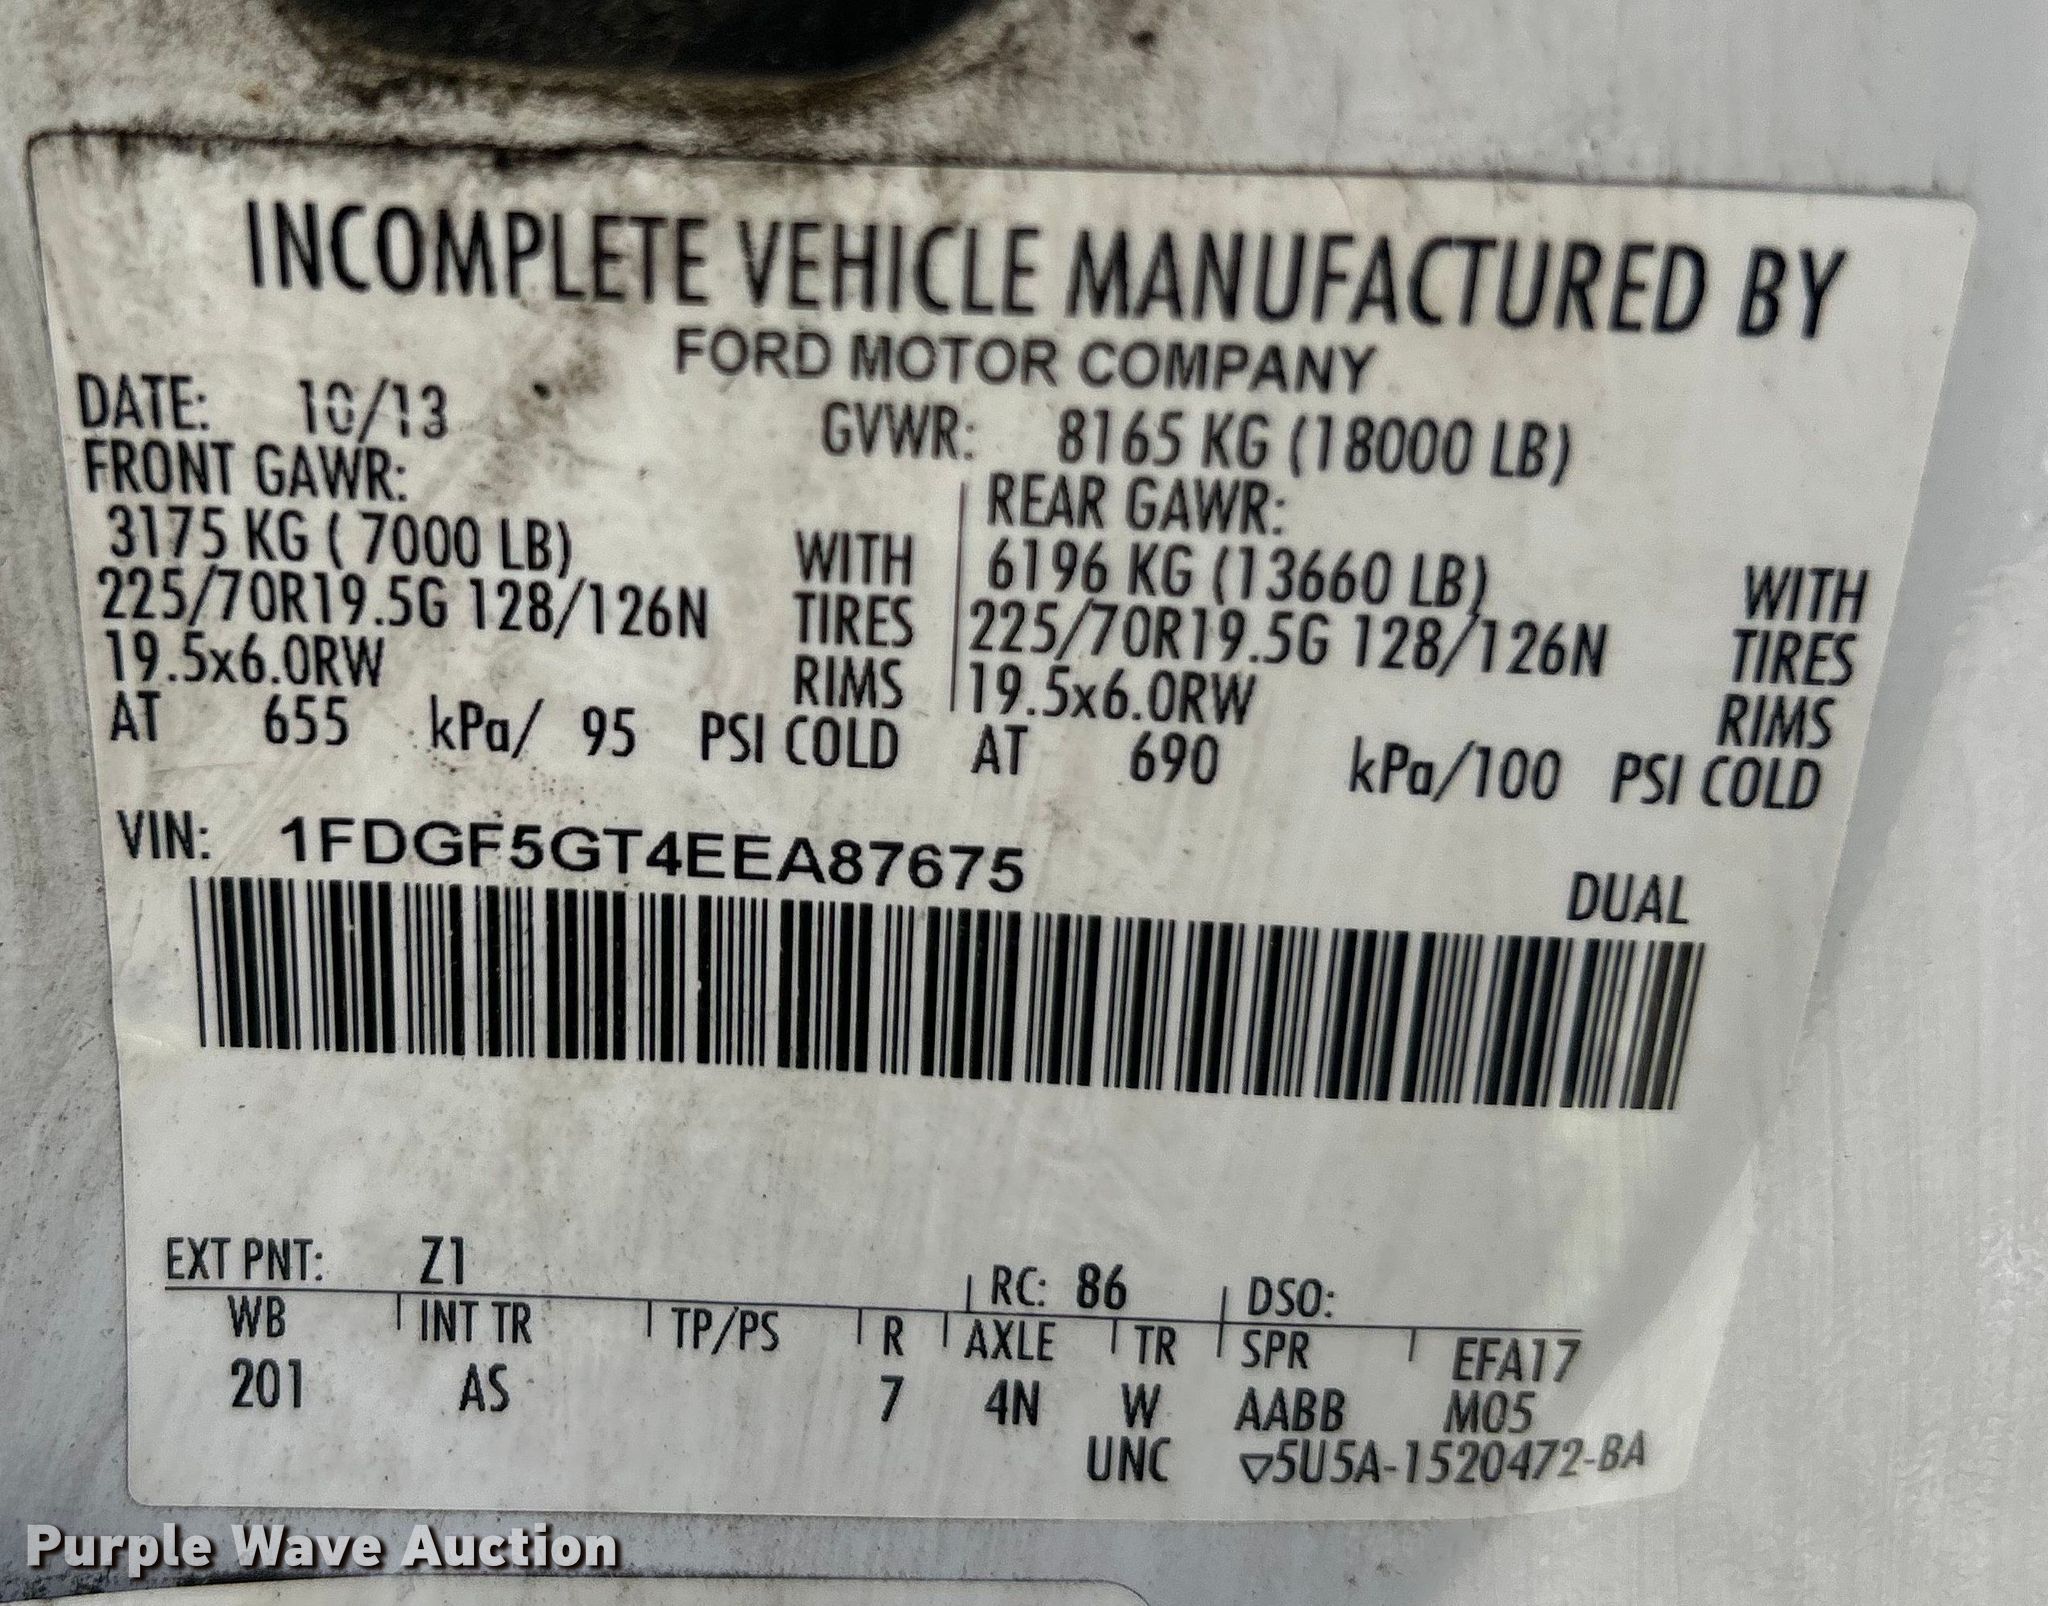 INCOMPLETE VEHICLE MANUFACTURED BY
FORD MOTOR COMPANY
DATE: 10/13 GVWR: 8165 KG (18000 LB)
FRONT GAWR: REAR GAWR:
3175 KG ( 7000 LB) WITH 6196 KG (13660 LB) WITH
225/70R19.5G 128/126N TIRES 225/70R19.5G 128/126N TIRES
19.5x6.0RW RIMS 19.5x6.0RW RIMS
AT 655 kPa/ 95 PSI COLD AT 690 kPa/100 PSI COLD
VIN: 1FDGF5GT4EEA87675
DUAL
EXT PNT: Z1 RC: 86 DSO:
WB INT TR TP/PS R AXLE TR SPR EFA17
201 AS 7 4N W AABB M05
UNC ▽5U5A-1520472-BA
Purple Wave Auction